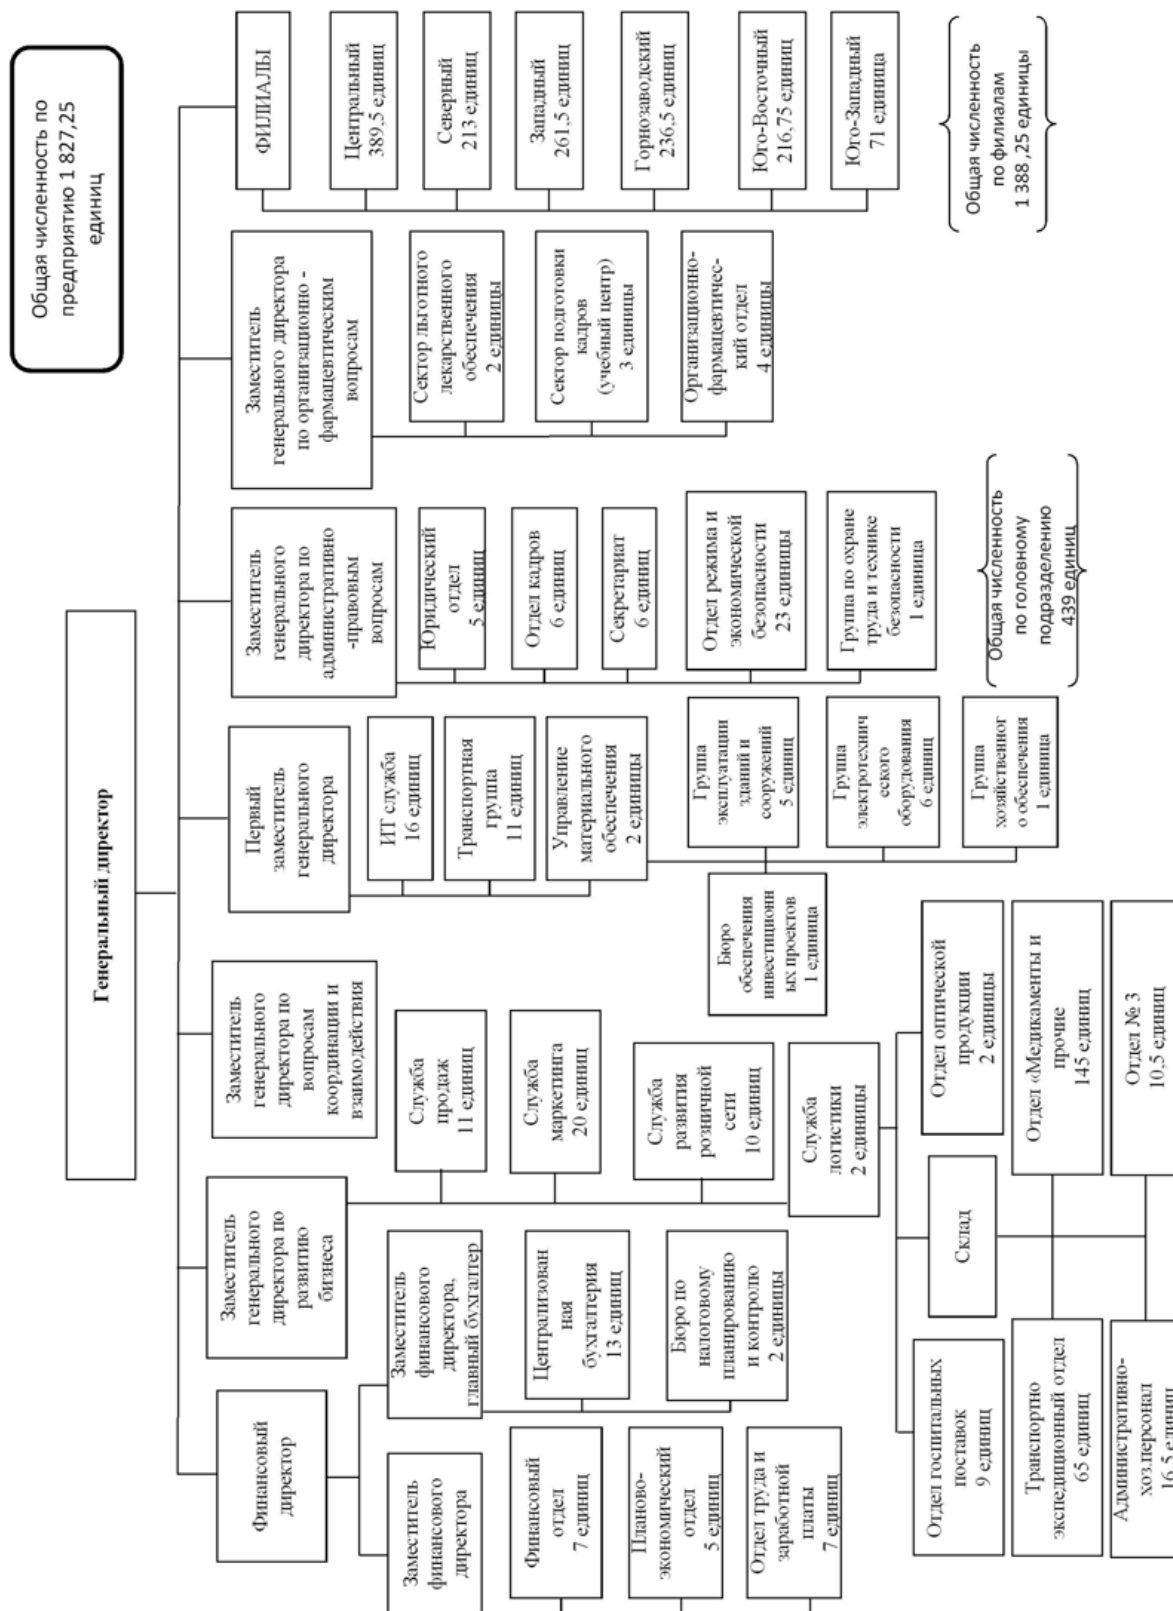 Общая численность по
предприятию 1 827,25
единиц
Генеральный директор
Финансовый
директор
Заместитель
генерального
директора по
развитию
бизнеса
Заместитель
генерального
директора по
вопросам
координации и
взаимодействия
Первый
заместитель
генерального
директора
Заместитель
генерального
директора по
административно
-правовым
вопросам
Заместитель
генерального директора
по организационно -
фармацевтическим
вопросам
ФИЛИАЛЫ
Заместитель
финансового
директора
Финансовый
отдел
7 единиц
Планово-
экономический
отдел
5 единиц
Отдел труда и
заработной
платы
7 единиц
Заместитель
финансового
директора,
главный бухгалтер
Централизован
ная
бухгалтерия
13 единиц
Бюро по
налоговому
планированию
и контролю
2 единицы
Служба
продаж
11 единиц
Служба
маркетинга
20 единиц
Служба
развития
розничной
сети
10 единиц
Служба
логистики
2 единицы
Отдел госпитальных
поставок
9 единиц
Склад
Отдел оптической
продукции
2 единицы
Транспортно
экспедиционный отдел
65 единиц
Отдел «Медикаменты и
прочие
145 единиц
Административно-
хоз.персонал
16,5 единиц
Отдел № 3
10,5 единиц
ИТ служба
16 единиц
Транспортная
группа
11 единиц
Управление
материального
обеспечения
2 единицы
Бюро
обеспечения
инвестиционн
ых проектов
1 единица
Группа
эксплуатации
зданий и
сооружений
5 единиц
Группа
электротехнич
еского
оборудования
6 единиц
Группа
хозяйственног
о обеспечения
1 единица
Юридический
отдел
5 единиц
Отдел кадров
6 единиц
Секретариат
6 единиц
Отдел режима и
экономической
безопасности
23 единицы
Группа по охране
труда и технике
безопасности
1 единица
Общая численность
по головному
подразделению
439 единиц
Сектор льготного
лекарственного
обеспечения
2 единицы
Сектор подготовки
кадров
(учебный центр)
3 единицы
Организационно-
фармацевтичес-
кий отдел
4 единицы
Центральный
389,5 единиц
Северный
213 единиц
Западный
261,5 единиц
Горнозаводский
236,5 единиц
Юго-Восточный
216,75 единиц
Юго-Западный
71 единица
Общая численность
по филиалам
1 388 ,25 единицы